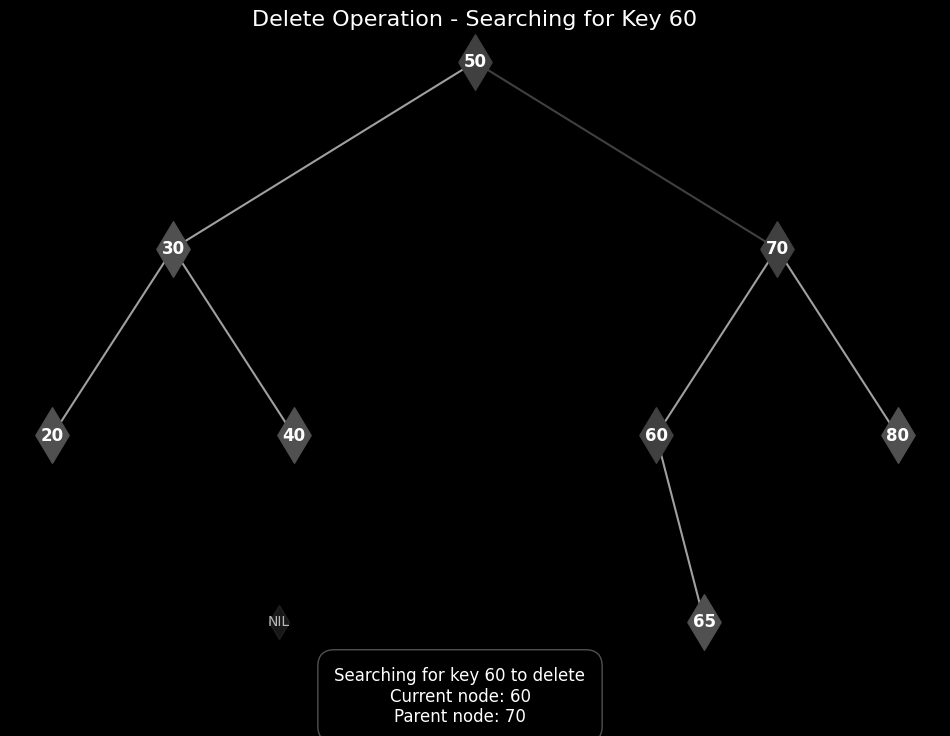 Delete Operation - Searching for Key 60
50
30
70
20
40
60
80
NIL
65
Searching for key 60 to delete
Current node: 60
Parent node: 70